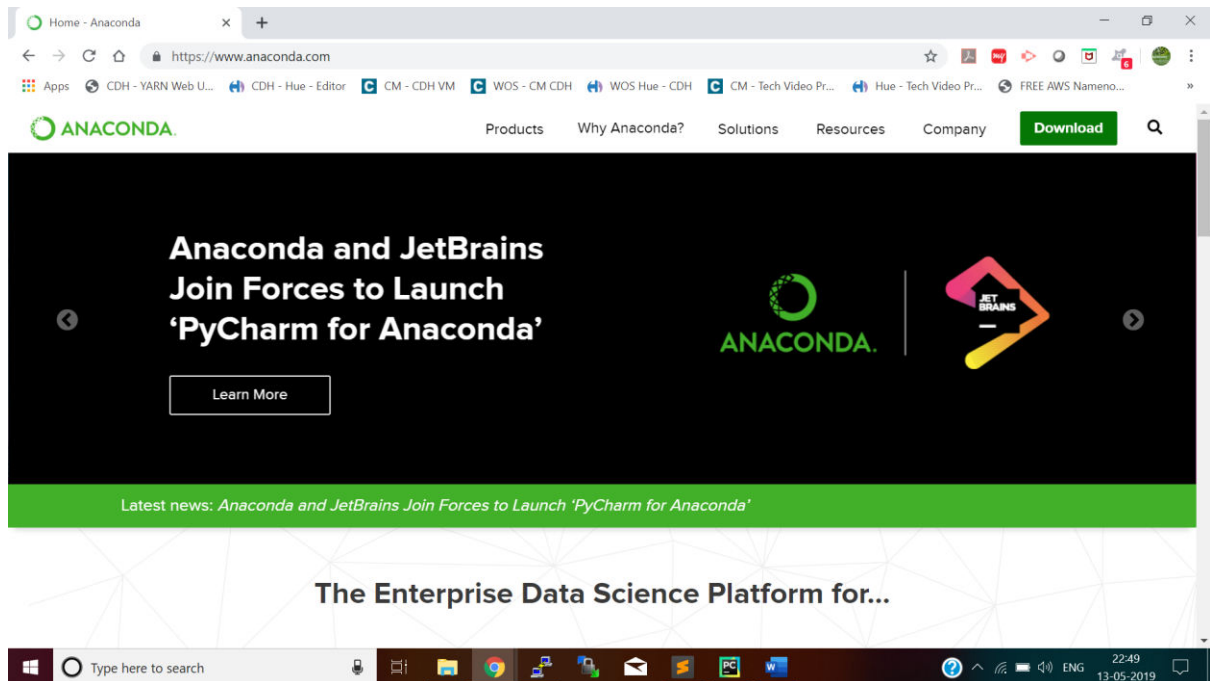 Home - Anaconda
https://www.anaconda.com
Apps CDH - YARN Web U... CDH - Hue - Editor CM - CDH VM WOS - CM CDH WOS Hue - CDH CM - Tech Video Pr... Hue - Tech Video Pr... FREE AWS Nameno... »
ANACONDA. Products Why Anaconda? Solutions Resources Company Download
Anaconda and JetBrains
Join Forces to Launch
‘PyCharm for Anaconda’
Learn More
ANACONDA.
JET
BRAINS
Latest news: Anaconda and JetBrains Join Forces to Launch ‘PyCharm for Anaconda’
The Enterprise Data Science Platform for...
Type here to search
PC
ENG
22:49
13-05-2019